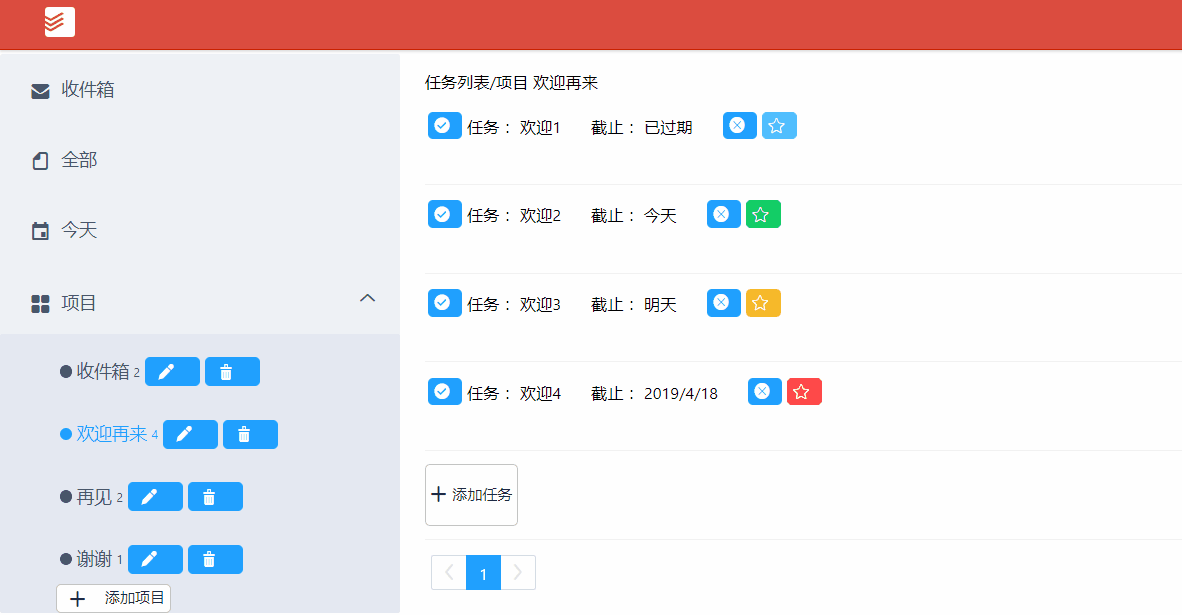 收件箱
全部
今天
项目
收件箱 2
欢迎再来 4
再见 2
谢谢 1
添加项目
任务列表/项目 欢迎再来
任务： 欢迎1 截止： 已过期
任务： 欢迎2 截止： 今天
任务： 欢迎3 截止： 明天
任务： 欢迎4 截止： 2019/4/18
添加任务
1